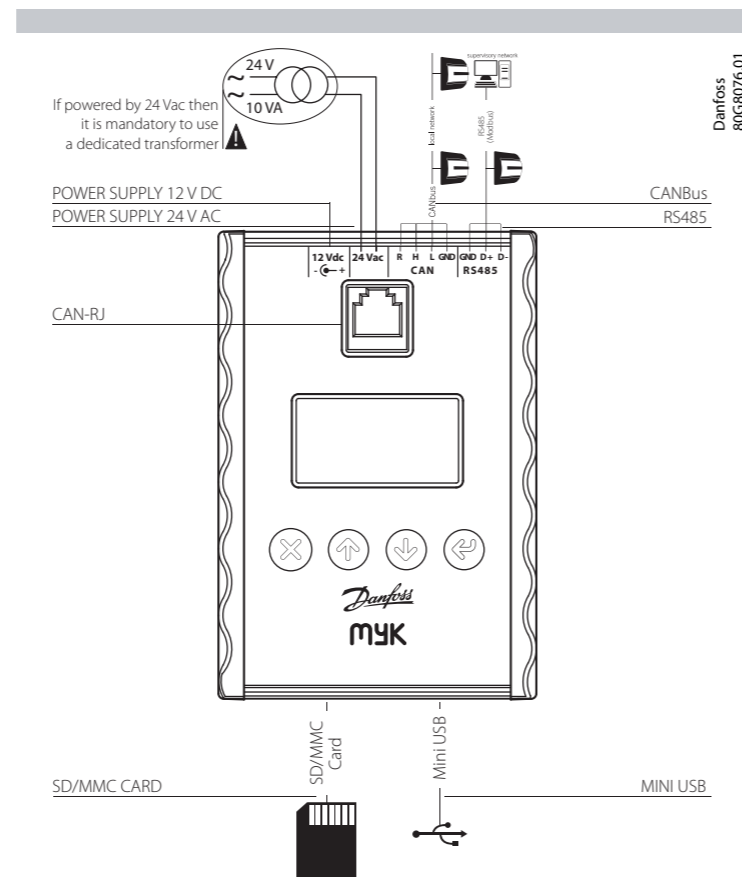 24 V
10 VA
If powered by 24 Vac then
it is mandatory to use
a dedicated transformer
supervisory network
local network
CANbus
RS485
(Modbus)
Danfoss
80G8076.01
POWER SUPPLY 12 V DC
POWER SUPPLY 24 V AC
CANBus
RS485
12 Vdc
- +
24 Vac
R H L GND
CAN
GND D+ D-
RS485
CAN-RJ
Danfoss
MYK
SD/MMC
Card
Mini USB
SD/MMC CARD
MINI USB